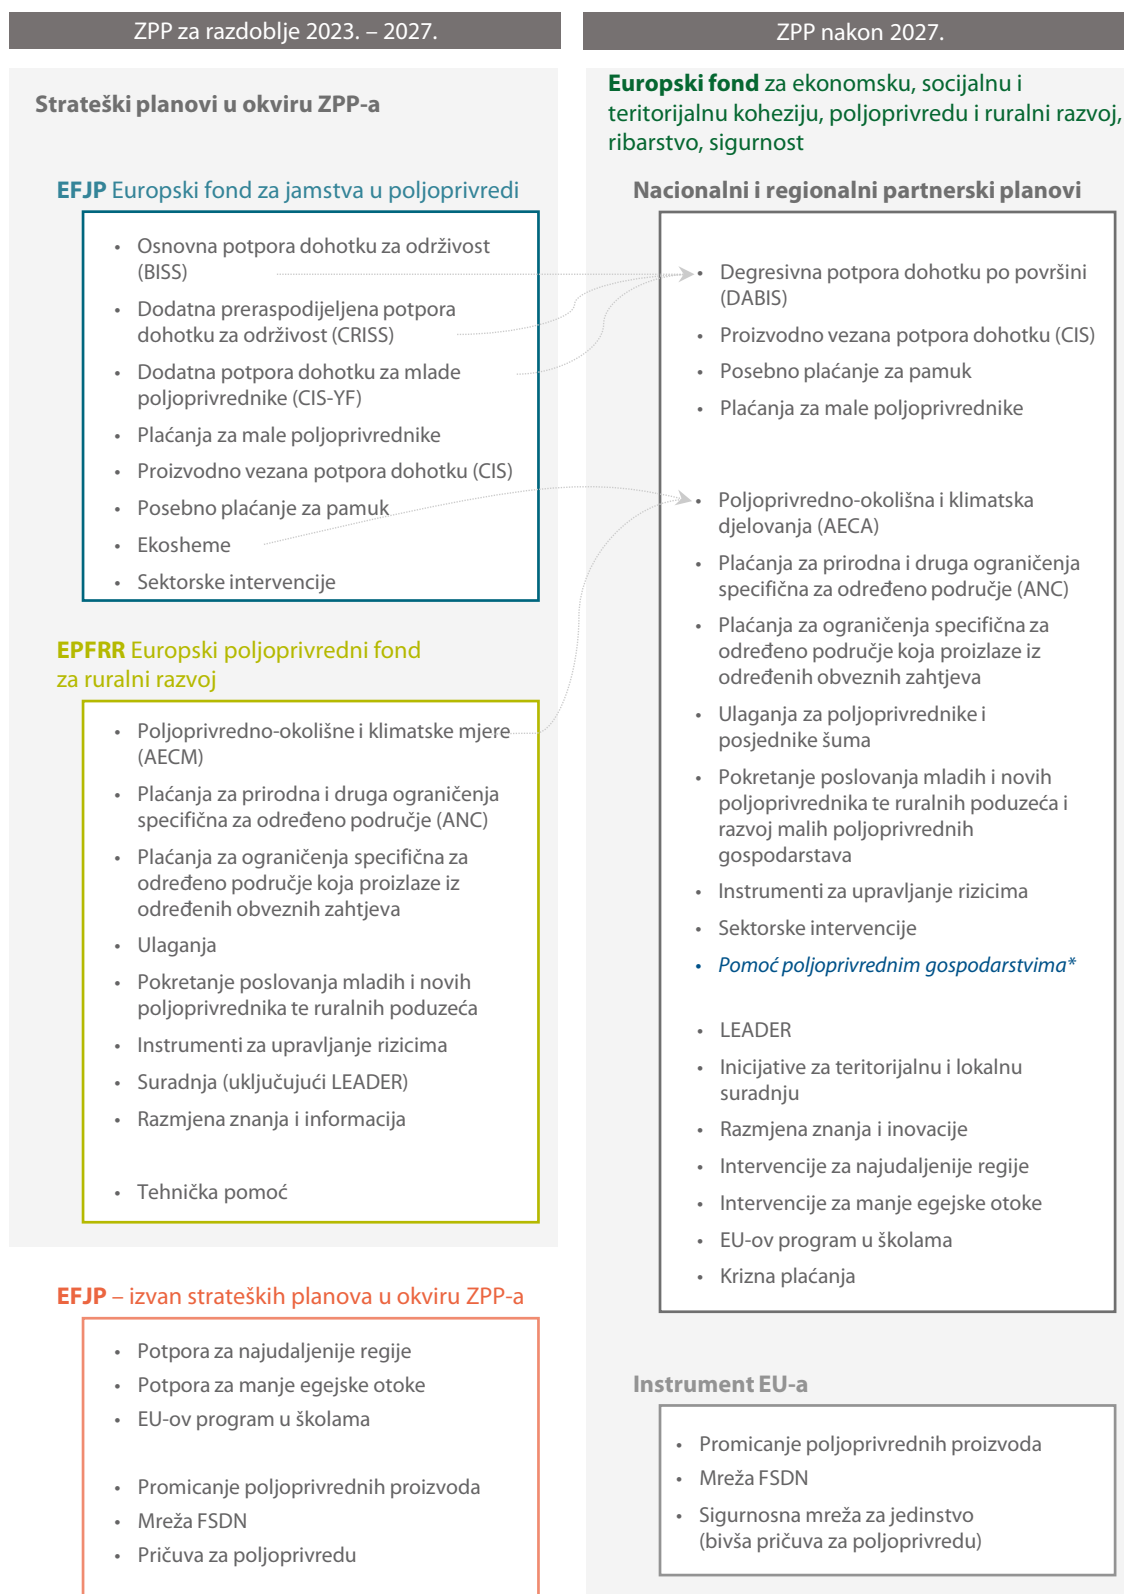 ZPP za razdoblje 2023. – 2027.
Strateški planovi u okviru ZPP-a
EFJP Europski fond za jamstva u poljoprivredi
• Osnovna potpora dohotku za održivost
(BISS)
• Dodatna preraspodijeljena potpora
dohotku za održivost (CRISS)
• Dodatna potpora dohotku za mlade
poljoprivrednike (CIS-YF)
• Plaćanja za male poljoprivrednike
• Proizvodno vezana potpora dohotku (CIS)
• Posebno plaćanje za pamuk
• Ekosheme
• Sektorske intervencije
EPFRR Europski poljoprivredni fond
za ruralni razvoj
• Poljoprivredno-okolišne i klimatske mjere
(AECM)
• Plaćanja za prirodna i druga ograničenja
specifična za određeno područje (ANC)
• Plaćanja za ograničenja specifična za
određeno područje koja proizlaze iz
određenih obveznih zahtjeva
• Ulaganja
• Pokretanje poslovanja mladih i novih
poljoprivrednika te ruralnih poduzeća
• Instrumenti za upravljanje rizicima
• Suradnja (uključujući LEADER)
• Razmjena znanja i informacija
• Tehnička pomoć
EFJP – izvan strateških planova u okviru ZPP-a
• Potpora za najudaljenije regije
• Potpora za manje egejske otoke
• EU-ov program u školama
• Promicanje poljoprivrednih proizvoda
• Mreža FSDN
• Pričuva za poljoprivredu
ZPP nakon 2027.
Europski fond za ekonomsku, socijalnu i
teritorijalnu koheziju, poljoprivredu i ruralni razvoj,
ribarstvo, sigurnost
Nacionalni i regionalni partnerski planovi
• Degresivna potpora dohotku po površini
(DABIS)
• Proizvodno vezana potpora dohotku (CIS)
• Posebno plaćanje za pamuk
• Plaćanja za male poljoprivrednike
• Poljoprivredno-okolišna i klimatska
djelovanja (AECA)
• Plaćanja za prirodna i druga ograničenja
specifična za određeno područje (ANC)
• Plaćanja za ograničenja specifična za
određeno područje koja proizlaze iz
određenih obveznih zahtjeva
• Ulaganja za poljoprivrednike i
posjednike šuma
• Pokretanje poslovanja mladih i novih
poljoprivrednika te ruralnih poduzeća i
razvoj malih poljoprivrednih
gospodarstava
• Instrumenti za upravljanje rizicima
• Sektorske intervencije
• Pomoć poljoprivrednim gospodarstvima*
• LEADER
• Inicijative za teritorijalnu i lokalnu
suradnju
• Razmjena znanja i inovacije
• Intervencije za najudaljenije regije
• Intervencije za manje egejske otoke
• EU-ov program u školama
• Krizna plaćanja
Instrument EU-a
• Promicanje poljoprivrednih proizvoda
• Mreža FSDN
• Sigurnosna mreža za jedinstvo
(bivša pričuva za poljoprivredu)